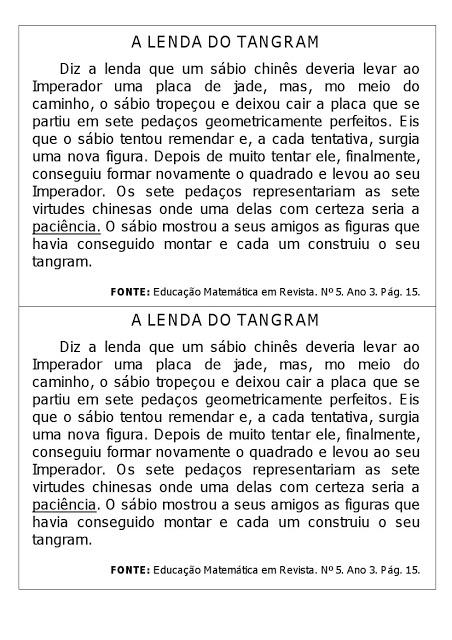 A LENDA DO TANGRAM
Diz a lenda que um sábio chinês deveria levar ao
Imperador uma placa de jade, mas, mo meio do
caminho, o sábio tropeçou e deixou cair a placa que se
partiu em sete pedaços geometricamente perfeitos. Eis
que o sábio tentou remendar e, a cada tentativa, surgia
uma nova figura. Depois de muito tentar ele, finalmente,
conseguiu formar novamente o quadrado e levou ao seu
Imperador. Os sete pedaços representariam as sete
virtudes chinesas onde uma delas com certeza seria a
paciência. O sábio mostrou a seus amigos as figuras que
havia conseguido montar e cada um construiu o seu
tangram.
FONTE: Educação Matemática em Revista. Nº 5. Ano 3. Pág. 15.
A LENDA DO TANGRAM
Diz a lenda que um sábio chinês deveria levar ao
Imperador uma placa de jade, mas, mo meio do
caminho, o sábio tropeçou e deixou cair a placa que se
partiu em sete pedaços geometricamente perfeitos. Eis
que o sábio tentou remendar e, a cada tentativa, surgia
uma nova figura. Depois de muito tentar ele, finalmente,
conseguiu formar novamente o quadrado e levou ao seu
Imperador. Os sete pedaços representariam as sete
virtudes chinesas onde uma delas com certeza seria a
paciência. O sábio mostrou a seus amigos as figuras que
havia conseguido montar e cada um construiu o seu
tangram.
FONTE: Educação Matemática em Revista. Nº 5. Ano 3. Pág. 15.